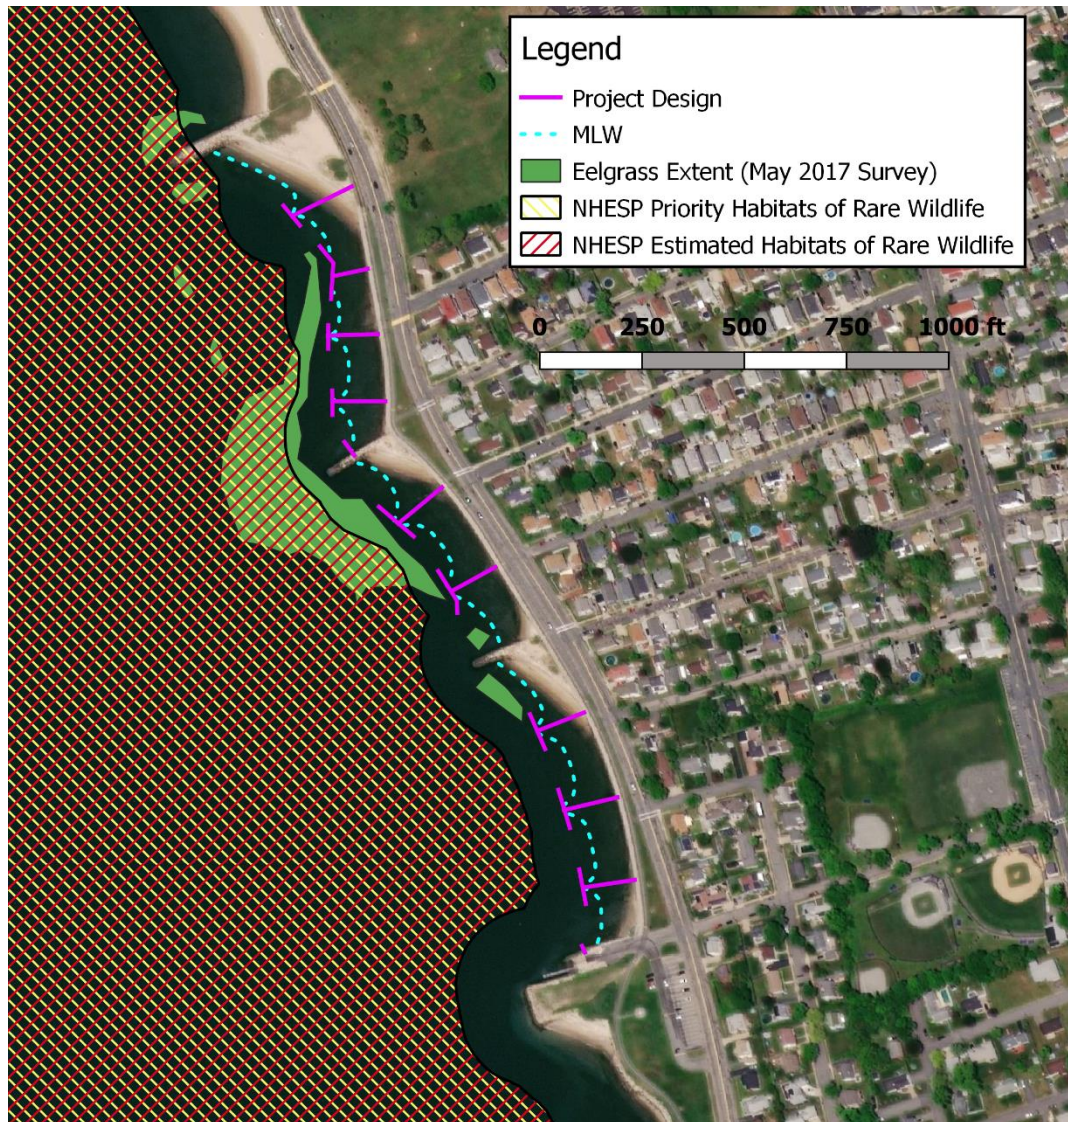 Legend
Project Design
MLW
Eelgrass Extent (May 2017 Survey)
NHESP Priority Habitats of Rare Wildlife
NHESP Estimated Habitats of Rare Wildlife
0 250 500 750 1000 ft